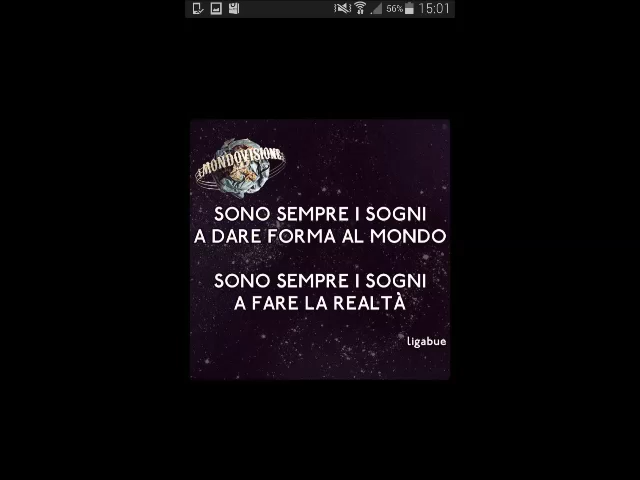 56% 15:01
MONDOVISIONE
SONO SEMPRE I SOGNI
A DARE FORMA AL MONDO
SONO SEMPRE I SOGNI
A FARE LA REALTÀ
ligabue